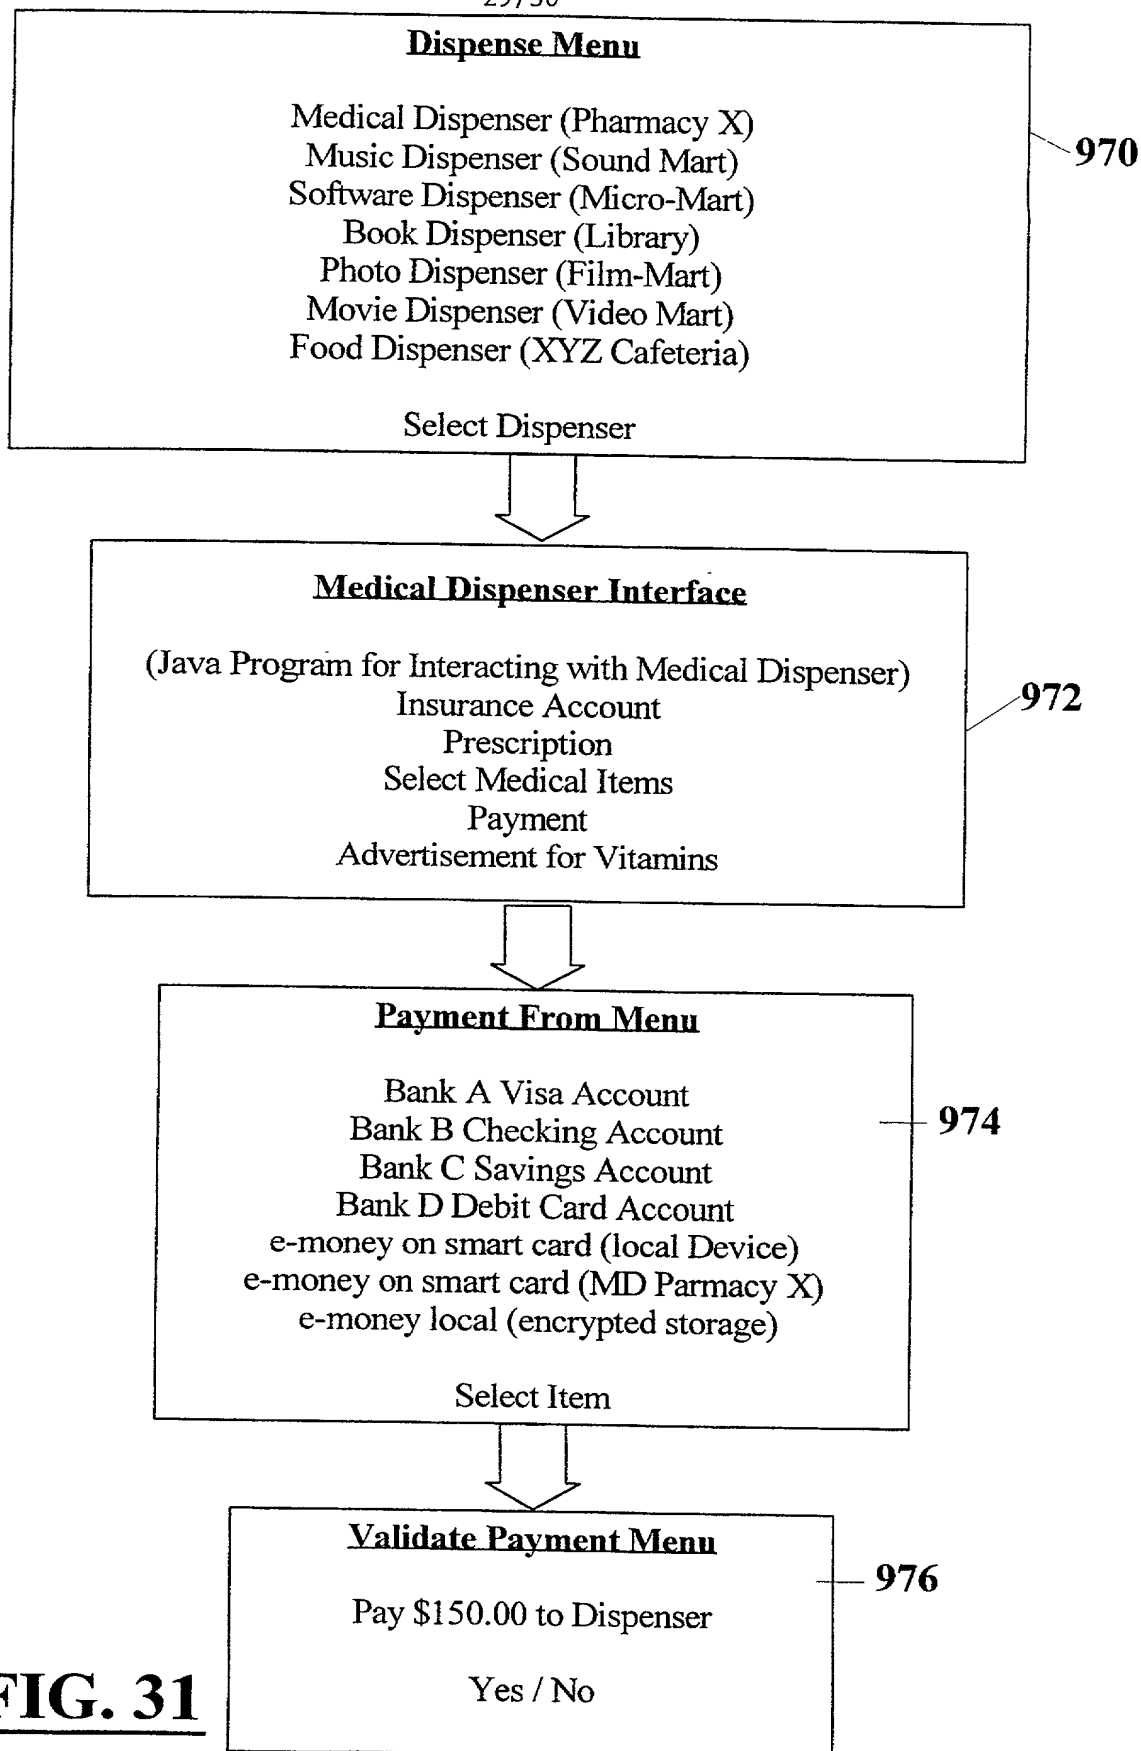 29/30
Dispense Menu
Medical Dispenser (Pharmacy X)
Music Dispenser (Sound Mart)
Software Dispenser (Micro-Mart)
Book Dispenser (Library)
Photo Dispenser (Film-Mart)
Movie Dispenser (Video Mart)
Food Dispenser (XYZ Cafeteria)
Select Dispenser
970
Medical Dispenser Interface
(Java Program for Interacting with Medical Dispenser)
Insurance Account
Prescription
Select Medical Items
Payment
Advertisement for Vitamins
972
Payment From Menu
Bank A Visa Account
Bank B Checking Account
Bank C Savings Account
Bank D Debit Card Account
e-money on smart card (local Device)
e-money on smart card (MD Parmacy X)
e-money local (encrypted storage)
Select Item
974
Validate Payment Menu
Pay $150.00 to Dispenser
Yes / No
976
FIG. 31